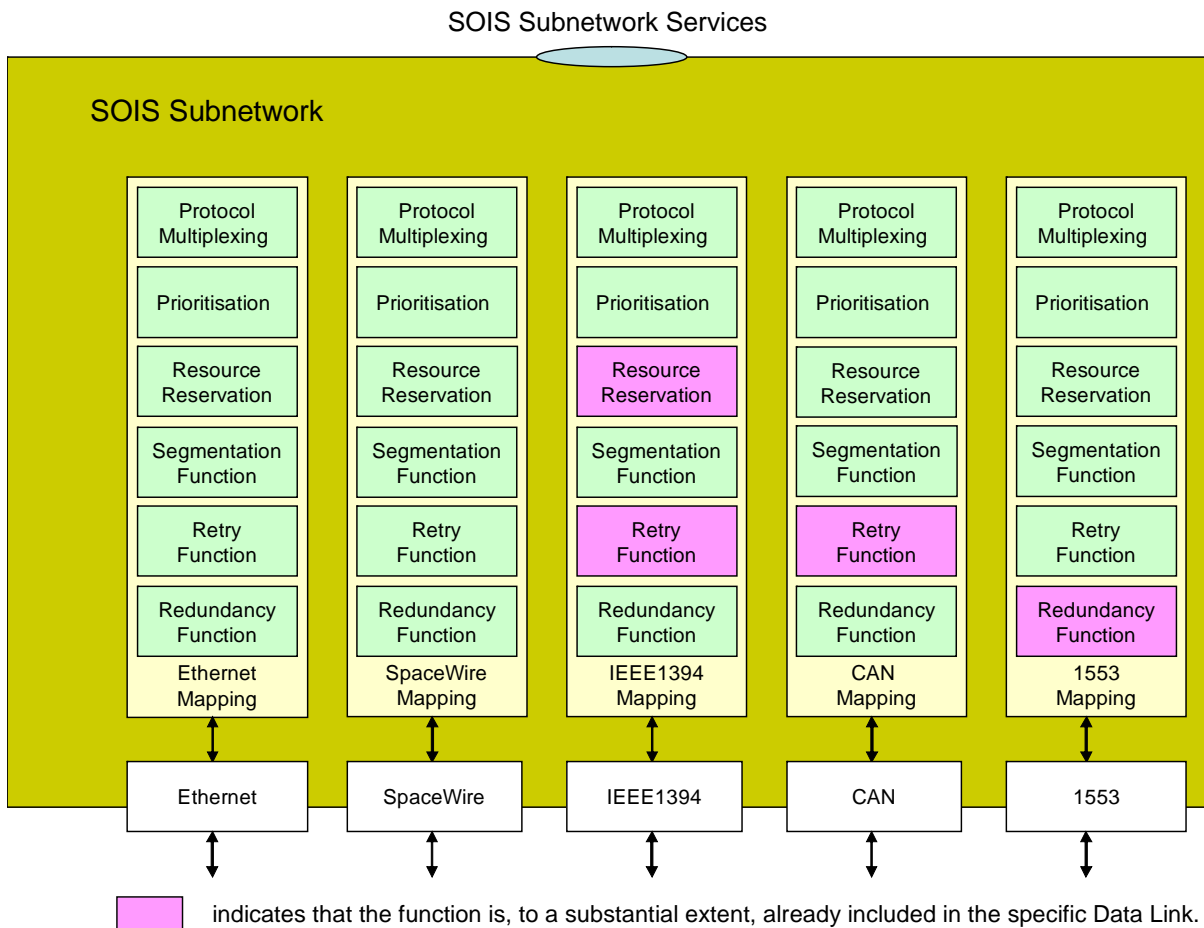 SOIS Subnetwork Services
SOIS Subnetwork
Protocol
Multiplexing
Prioritisation
Resource
Reservation
Segmentation
Function
Retry
Function
Redundancy
Function
Ethernet
Mapping
Ethernet
Protocol
Multiplexing
Prioritisation
Resource
Reservation
Segmentation
Function
Retry
Function
Redundancy
Function
SpaceWire
Mapping
SpaceWire
Protocol
Multiplexing
Prioritisation
Resource
Reservation
Segmentation
Function
Retry
Function
Redundancy
Function
IEEE1394
Mapping
IEEE1394
Protocol
Multiplexing
Prioritisation
Resource
Reservation
Segmentation
Function
Retry
Function
Redundancy
Function
CAN
Mapping
CAN
Protocol
Multiplexing
Prioritisation
Resource
Reservation
Segmentation
Function
Retry
Function
Redundancy
Function
1553
Mapping
1553
indicates that the function is, to a substantial extent, already included in the specific Data Link.